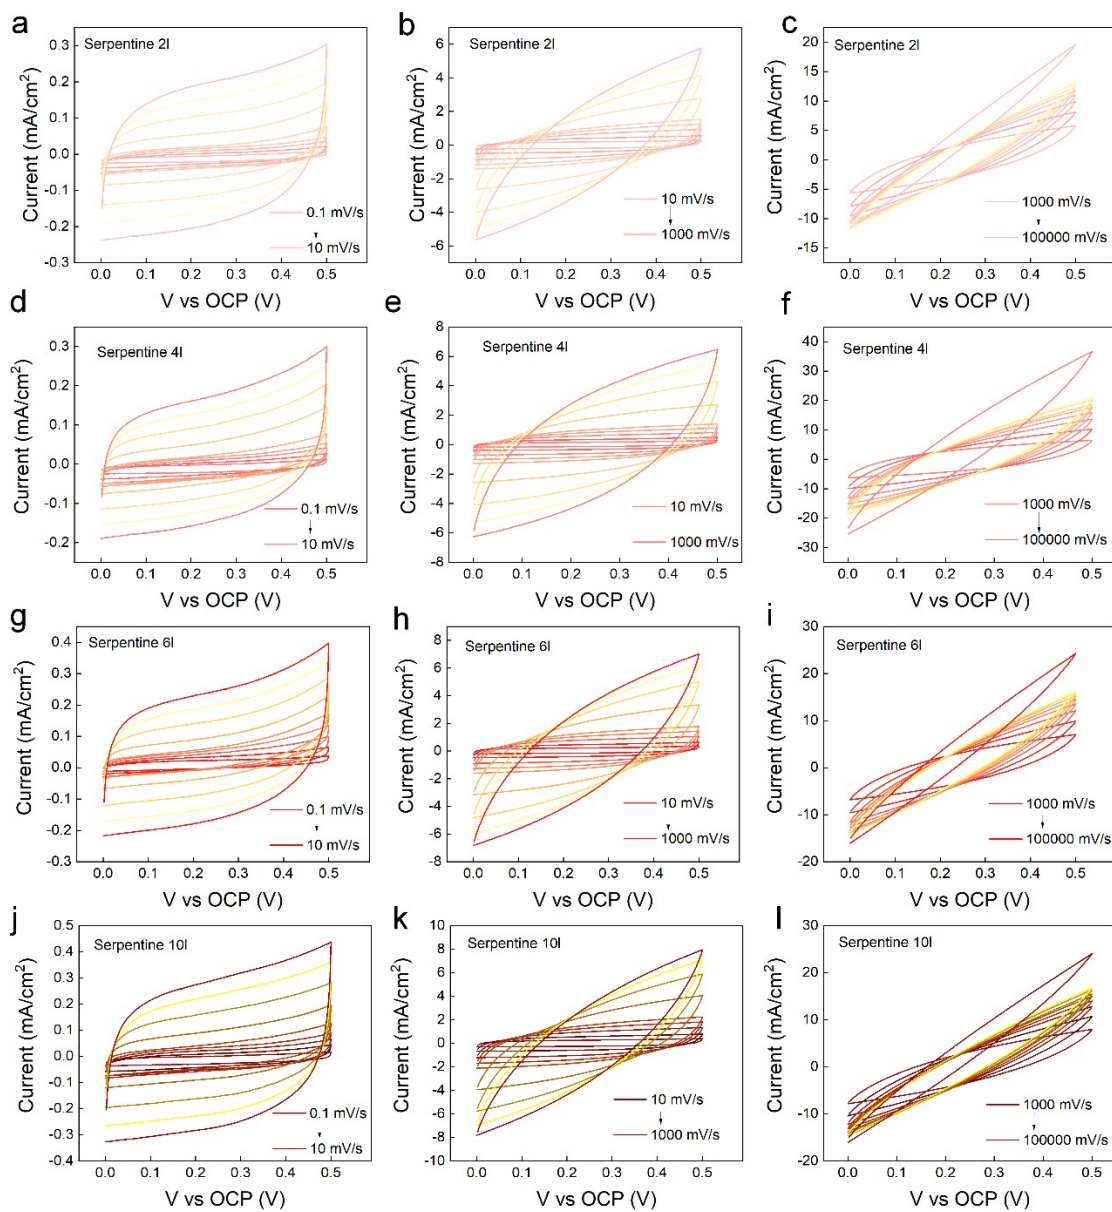 a
Serpentine 2l
Current (mA/cm²)
0.3
0.2
0.1
0.0
-0.1
-0.2
-0.3
0.1 mV/s
10 mV/s
0.0 0.1 0.2 0.3 0.4 0.5
V vs OCP (V)
b
Serpentine 2l
Current (mA/cm²)
6
4
2
0
-2
-4
-6
10 mV/s
1000 mV/s
0.0 0.1 0.2 0.3 0.4 0.5
V vs OCP (V)
c
Serpentine 2l
Current (mA/cm²)
20
15
10
5
0
-5
-10
-15
1000 mV/s
100000 mV/s
0.0 0.1 0.2 0.3 0.4 0.5
V vs OCP (V)
d
Serpentine 4l
Current (mA/cm²)
0.3
0.2
0.1
0.0
-0.1
-0.2
0.1 mV/s
10 mV/s
0.0 0.1 0.2 0.3 0.4 0.5
V vs OCP (V)
e
Serpentine 4l
Current (mA/cm²)
8
6
4
2
0
-2
-4
-6
-8
10 mV/s
1000 mV/s
0.0 0.1 0.2 0.3 0.4 0.5
V vs OCP (V)
f
Serpentine 4l
Current (mA/cm²)
40
30
20
10
0
-10
-20
-30
1000 mV/s
100000 mV/s
0.0 0.1 0.2 0.3 0.4 0.5
V vs OCP (V)
g
Serpentine 6l
Current (mA/cm²)
0.4
0.3
0.2
0.1
0.0
-0.1
-0.2
-0.3
0.1 mV/s
10 mV/s
0.0 0.1 0.2 0.3 0.4 0.5
V vs OCP (V)
h
Serpentine 6l
Current (mA/cm²)
8
6
4
2
0
-2
-4
-6
-8
10 mV/s
1000 mV/s
0.0 0.1 0.2 0.3 0.4 0.5
V vs OCP (V)
i
Serpentine 6l
Current (mA/cm²)
30
20
10
0
-10
-20
1000 mV/s
100000 mV/s
0.0 0.1 0.2 0.3 0.4 0.5
V vs OCP (V)
j
Serpentine 10l
Current (mA/cm²)
0.5
0.4
0.3
0.2
0.1
0.0
-0.1
-0.2
-0.3
-0.4
0.1 mV/s
10 mV/s
0.0 0.1 0.2 0.3 0.4 0.5
V vs OCP (V)
k
Serpentine 10l
Current (mA/cm²)
10
8
6
4
2
0
-2
-4
-6
-8
-10
10 mV/s
1000 mV/s
0.0 0.1 0.2 0.3 0.4 0.5
V vs OCP (V)
l
Serpentine 10l
Current (mA/cm²)
30
20
10
0
-10
-20
1000 mV/s
100000 mV/s
0.0 0.1 0.2 0.3 0.4 0.5
V vs OCP (V)